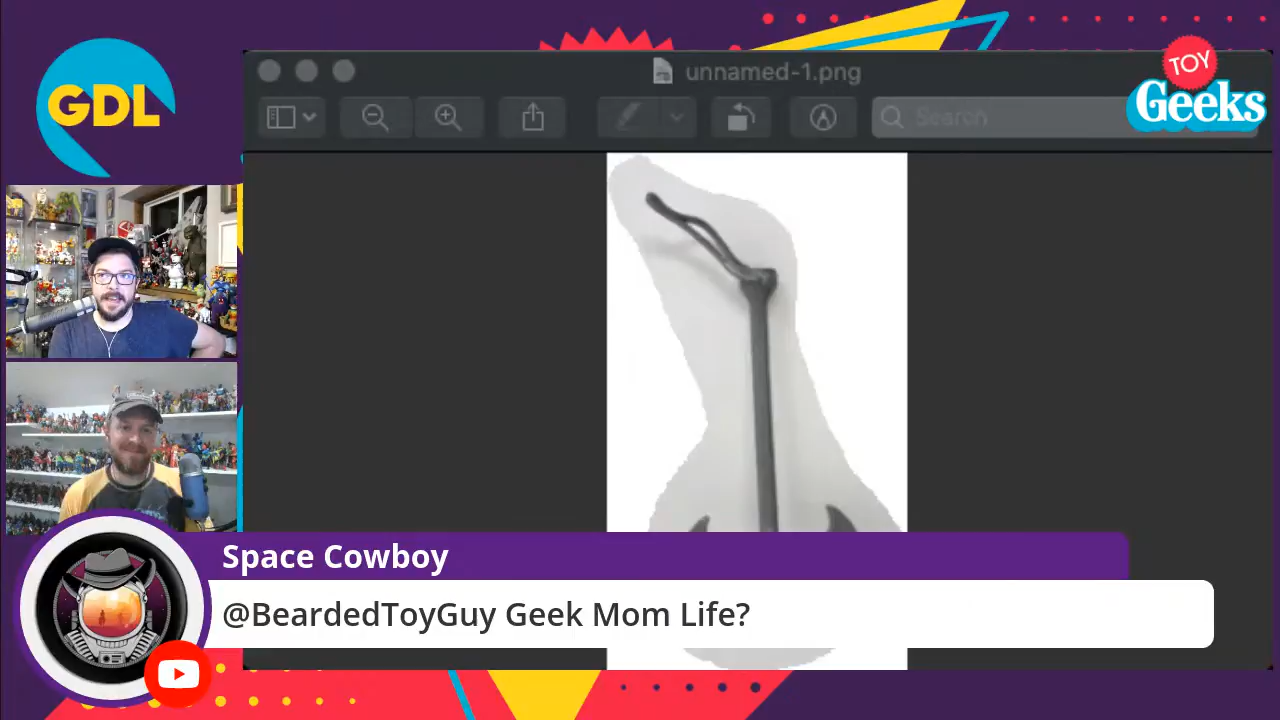 GDL
unnamed-1.png
Search
TOY
Geeks
Space Cowboy
@BeardedToyGuy Geek Mom Life?